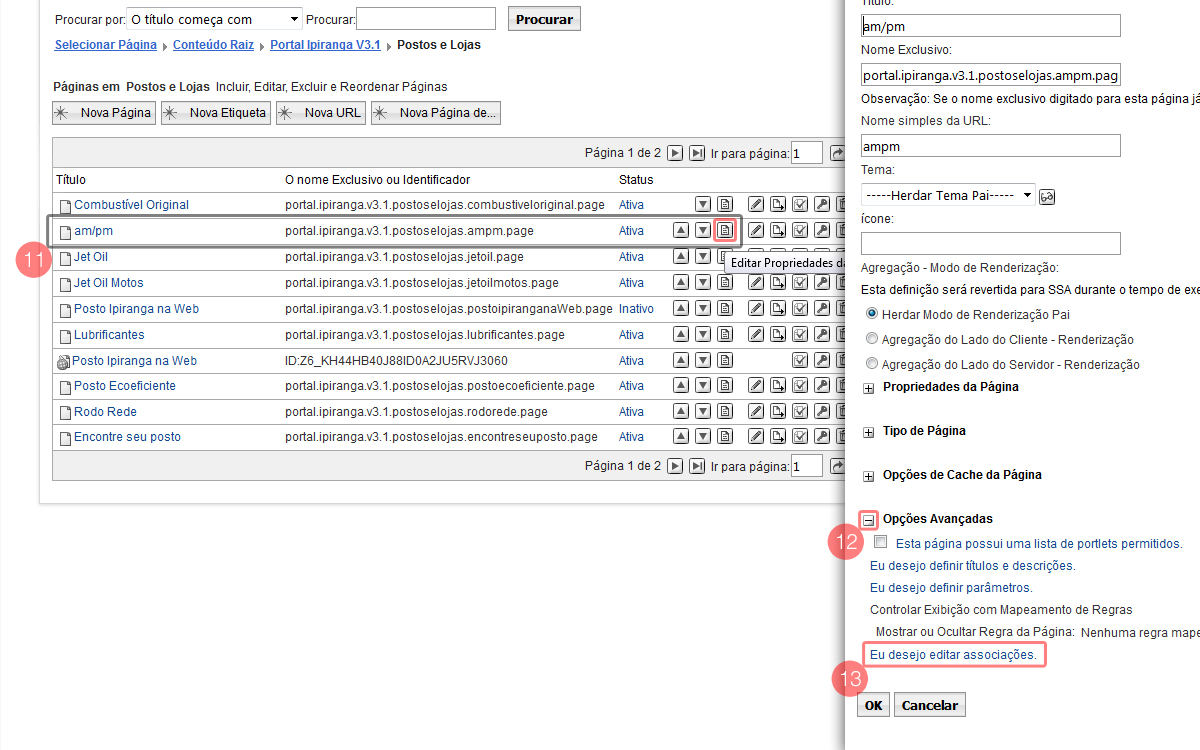 Procurar por: O título começa com Procurar: Procurar
Selecionar Página Conteúdo Raiz Portal Ipiranga V3.1 Postos e Lojas
Páginas em Postos e Lojas Incluir, Editar, Excluir e Reordenar Páginas
Nova Página Nova Etiqueta Nova URL Nova Página de...
Página 1 de 2 Ir para página: 1
Título O nome Exclusivo ou Identificador Status
Combustível Original portal.ipiranga.v3.1.postoselojas.combustiveloriginal.page Ativa
am/pm portal.ipiranga.v3.1.postoselojas.ampm.page Ativa
11
Jet Oil portal.ipiranga.v3.1.postoselojas.jetoil.page Ativa
Editar Propriedades da
Jet Oil Motos portal.ipiranga.v3.1.postoselojas.jetoilmotos.page Ativa
Posto Ipiranga na Web portal.ipiranga.v3.1.postoselojas.postoipiranganaWeb.page Inativo
Lubrificantes portal.ipiranga.v3.1.postoselojas.lubrificantes.page Ativa
Posto Ipiranga na Web ID:Z6_KH44HB40J88ID0A2JU5RVJ3060 Ativa
Posto Ecoeficiente portal.ipiranga.v3.1.postoselojas.postoecoeficiente.page Ativa
Rodo Rede portal.ipiranga.v3.1.postoselojas.rodorede.page Ativa
Encontre seu posto portal.ipiranga.v3.1.postoselojas.encontreseuposto.page Ativa
Página 1 de 2 Ir para página: 1
Título:
am/pm
Nome Exclusivo:
portal.ipiranga.v3.1.postoselojas.ampm.pag
Observação: Se o nome exclusivo digitado para esta página já
Nome simples da URL:
ampm
Tema:
-----Herdar Tema Pai-----
ícone:
Agregação - Modo de Renderização:
Esta definição será revertida para SSA durante o tempo de exe
Herdar Modo de Renderização Pai
Agregação do Lado do Cliente - Renderização
Agregação do Lado do Servidor - Renderização
Propriedades da Página
Tipo de Página
Opções de Cache da Página
Opções Avançadas
12
Esta página possui uma lista de portlets permitidos.
Eu desejo definir títulos e descrições.
Eu desejo definir parâmetros.
Controlar Exibição com Mapeamento de Regras
Mostrar ou Ocultar Regra da Página: Nenhuma regra mape
Eu desejo editar associações.
13
OK Cancelar